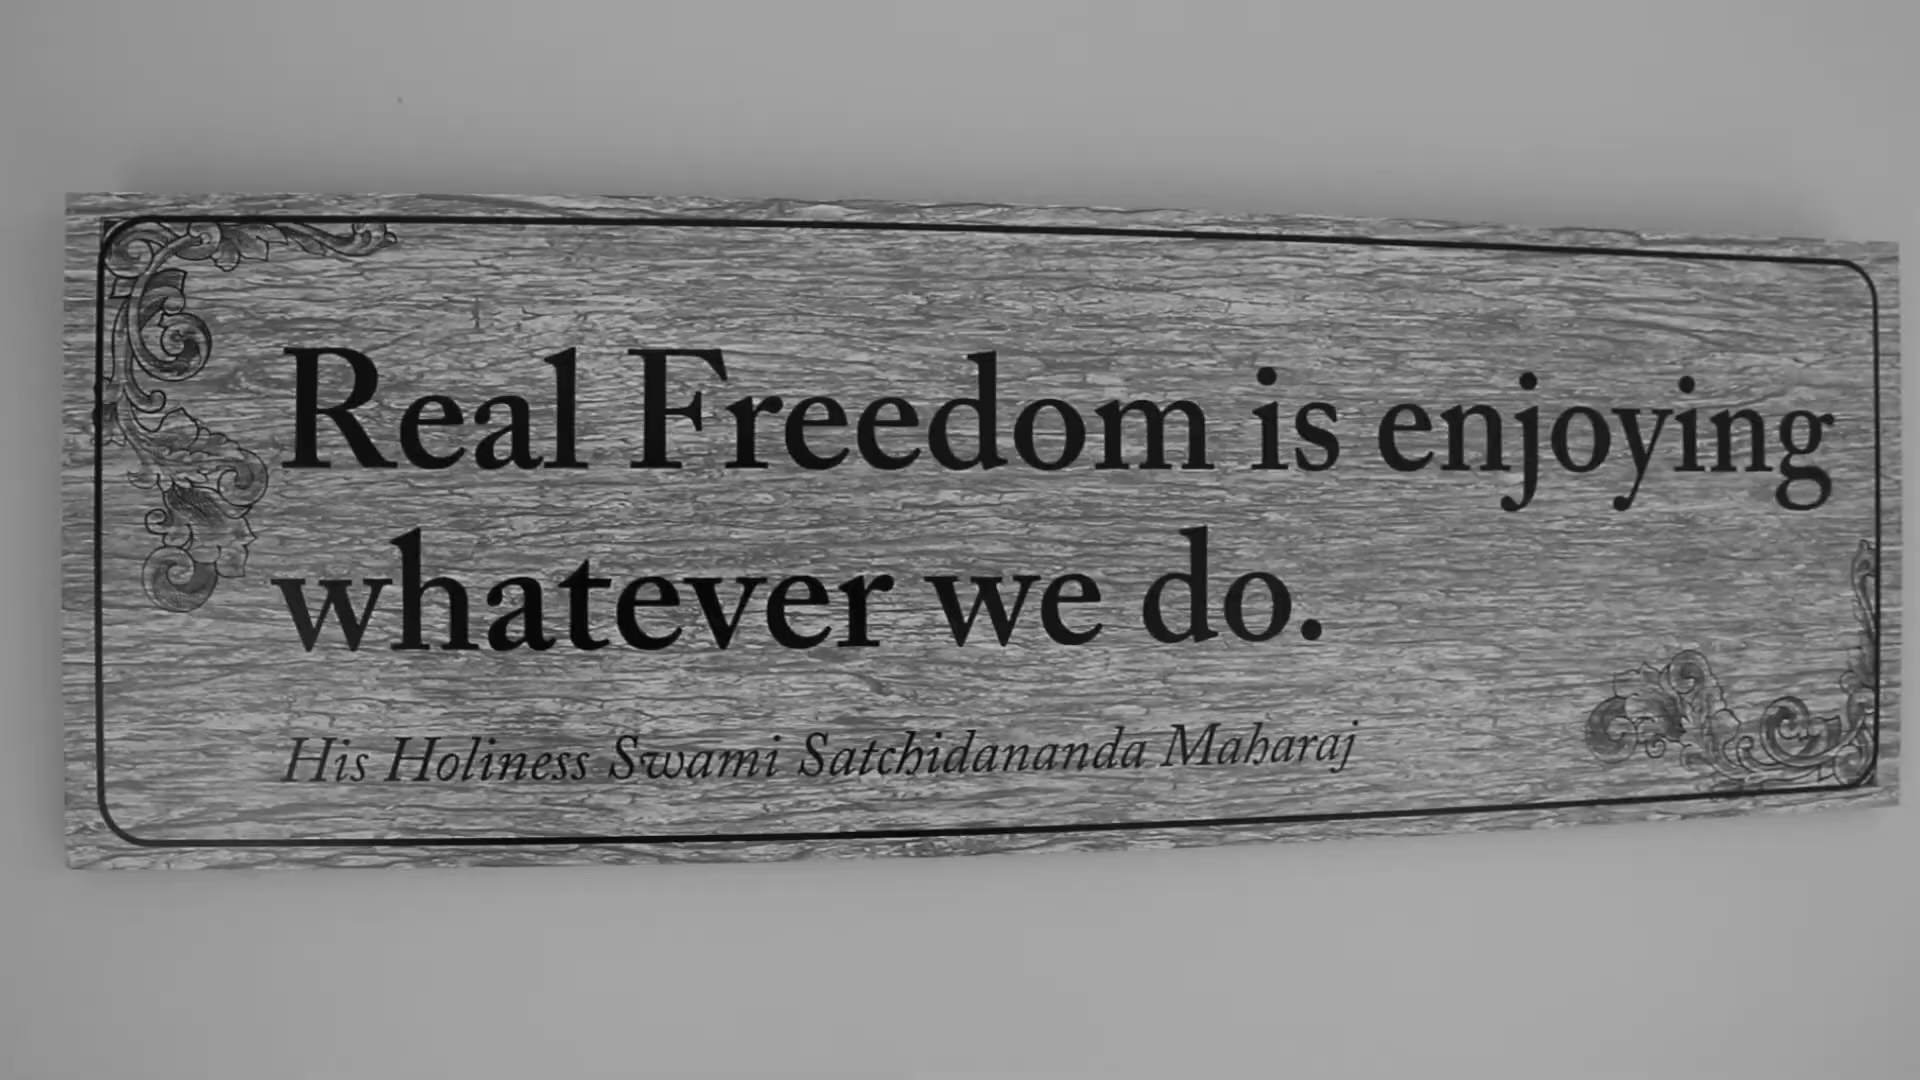 Real Freedom is enjoying
whatever we do.
His Holiness Swami Satchidananda Maharaj